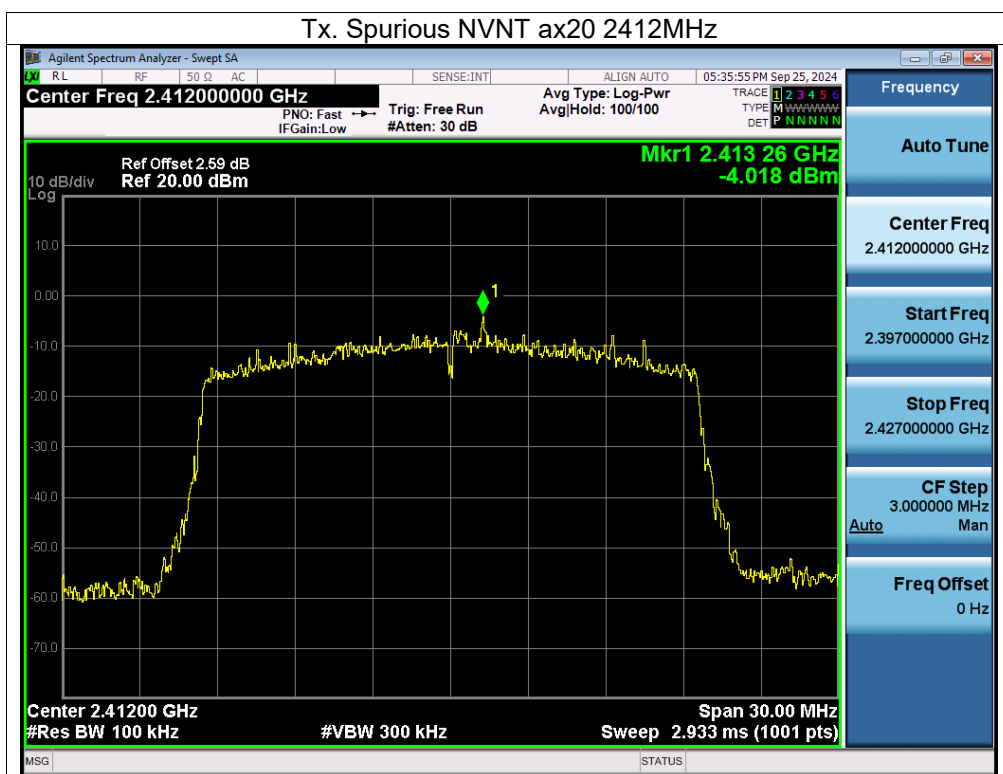 Tx. Spurious NVNT ax20 2412MHz
Agilent Spectrum Analyzer - Swept SA
LXI RL RF 50 Ω AC SENSE:INT ALIGN AUTO 05:35:55 PM Sep 25, 2024
Center Freq 2.412000000 GHz
PNO: Fast
IFGain:Low
Trig: Free Run
#Atten: 30 dB
Avg Type: Log-Pwr
Avg|Hold: 100/100
TRACE 1 2 3 4 5 6
TYPE M WWWWW
DET P N N N N N
Ref Offset 2.59 dB
10 dB/div Ref 20.00 dBm
Log
Mkr1 2.413 26 GHz
-4.018 dBm
1
10.0
0.00
-10.0
-20.0
-30.0
-40.0
-50.0
-60.0
-70.0
Center 2.41200 GHz Span 30.00 MHz
#Res BW 100 kHz #VBW 300 kHz Sweep 2.933 ms (1001 pts)
MSG STATUS
Frequency
Auto Tune
Center Freq
2.412000000 GHz
Start Freq
2.397000000 GHz
Stop Freq
2.427000000 GHz
CF Step
3.000000 MHz
Auto Man
Freq Offset
0 Hz